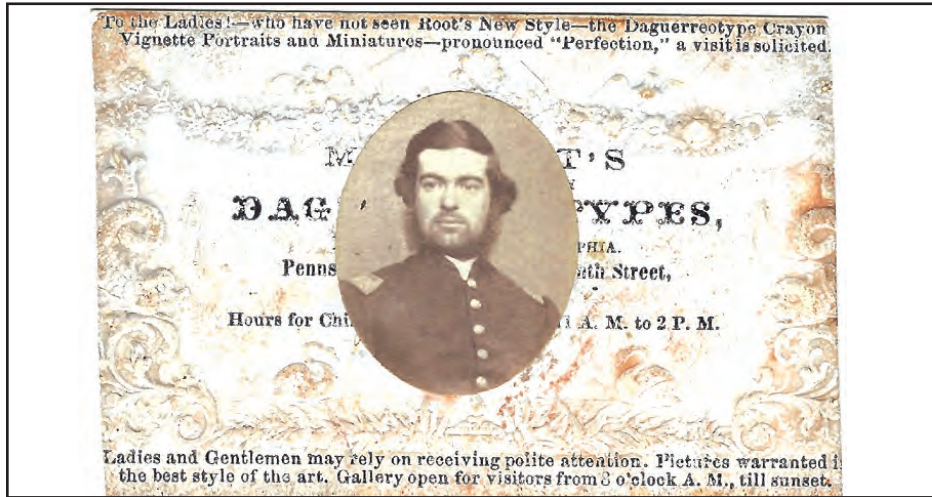 To the Ladies!—who have not seen Root's New Style—the Daguerreotype Crayon
Vignette Portraits and Miniatures—pronounced "Perfection," a visit is solicited.
M T'S
DAG TYPES,
PHIA.
Penns nth Street,
Hours for Chi 11 A. M. to 2 P. M.
Ladies and Gentlemen may rely on receiving polite attention. Pictures warranted i
the best style of the art. Gallery open for visitors from 8 o'clock A. M., till sunset.